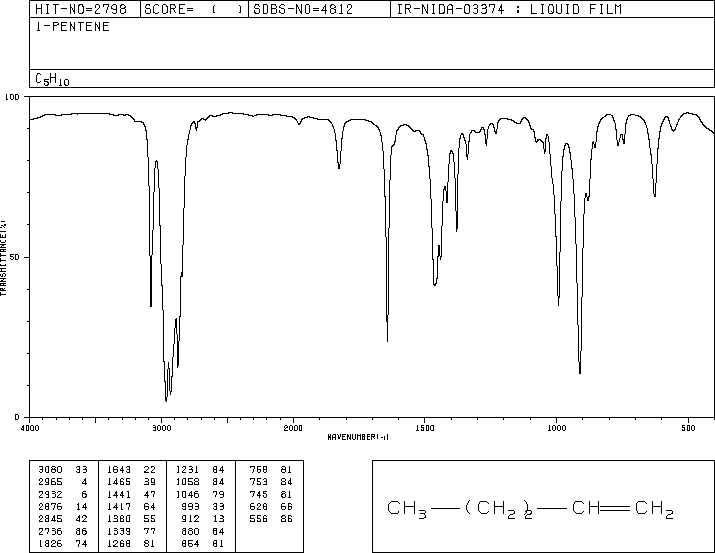 HIT-NO=2798 SCORE= ( ) SDBS-NO=4812 IR-NIDA-03374 : LIQUID FILM
1-PENTENE
C5H10
100
50
0
TRANSMITTANCE(%)
4000 3000 2000 1500 1000 500
WAVENUMBER(-1)
3080 33 1643 22 1231 84 768 81
2965 4 1465 39 1058 84 753 84
2932 6 1441 47 1046 79 745 81
2876 14 1417 64 993 33 628 66
2845 42 1380 55 912 13 556 86
2736 86 1339 77 880 64
1826 74 1268 81 854 81
CH3—(CH2)2—CH=CH2